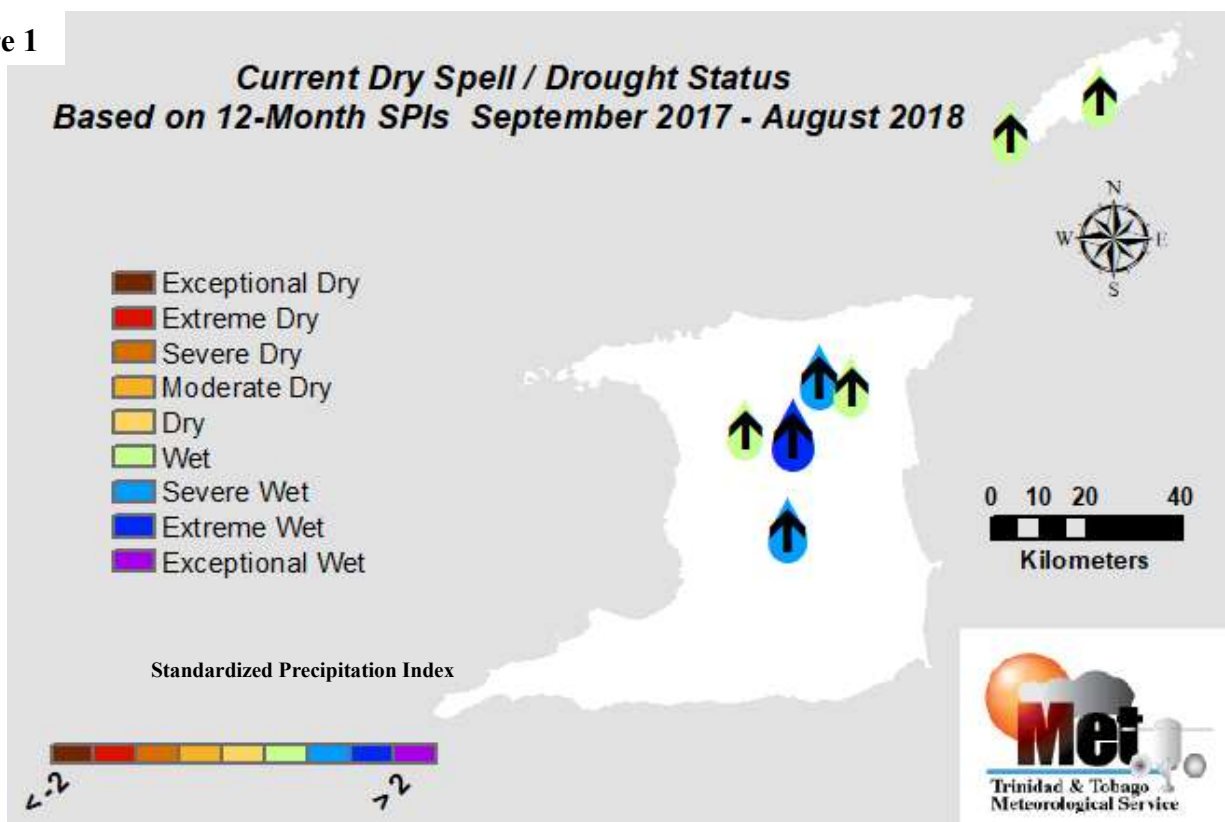 e 1
Current Dry Spell / Drought Status
Based on 12-Month SPIs September 2017 - August 2018
N
W E
S
Exceptional Dry
Extreme Dry
Severe Dry
Moderate Dry
Dry
Wet
Severe Wet
Extreme Wet
Exceptional Wet
0 10 20 40
Kilometers
Standardized Precipitation Index
<-2 >2
Met
Trinidad & Tobago
Meteorological Service